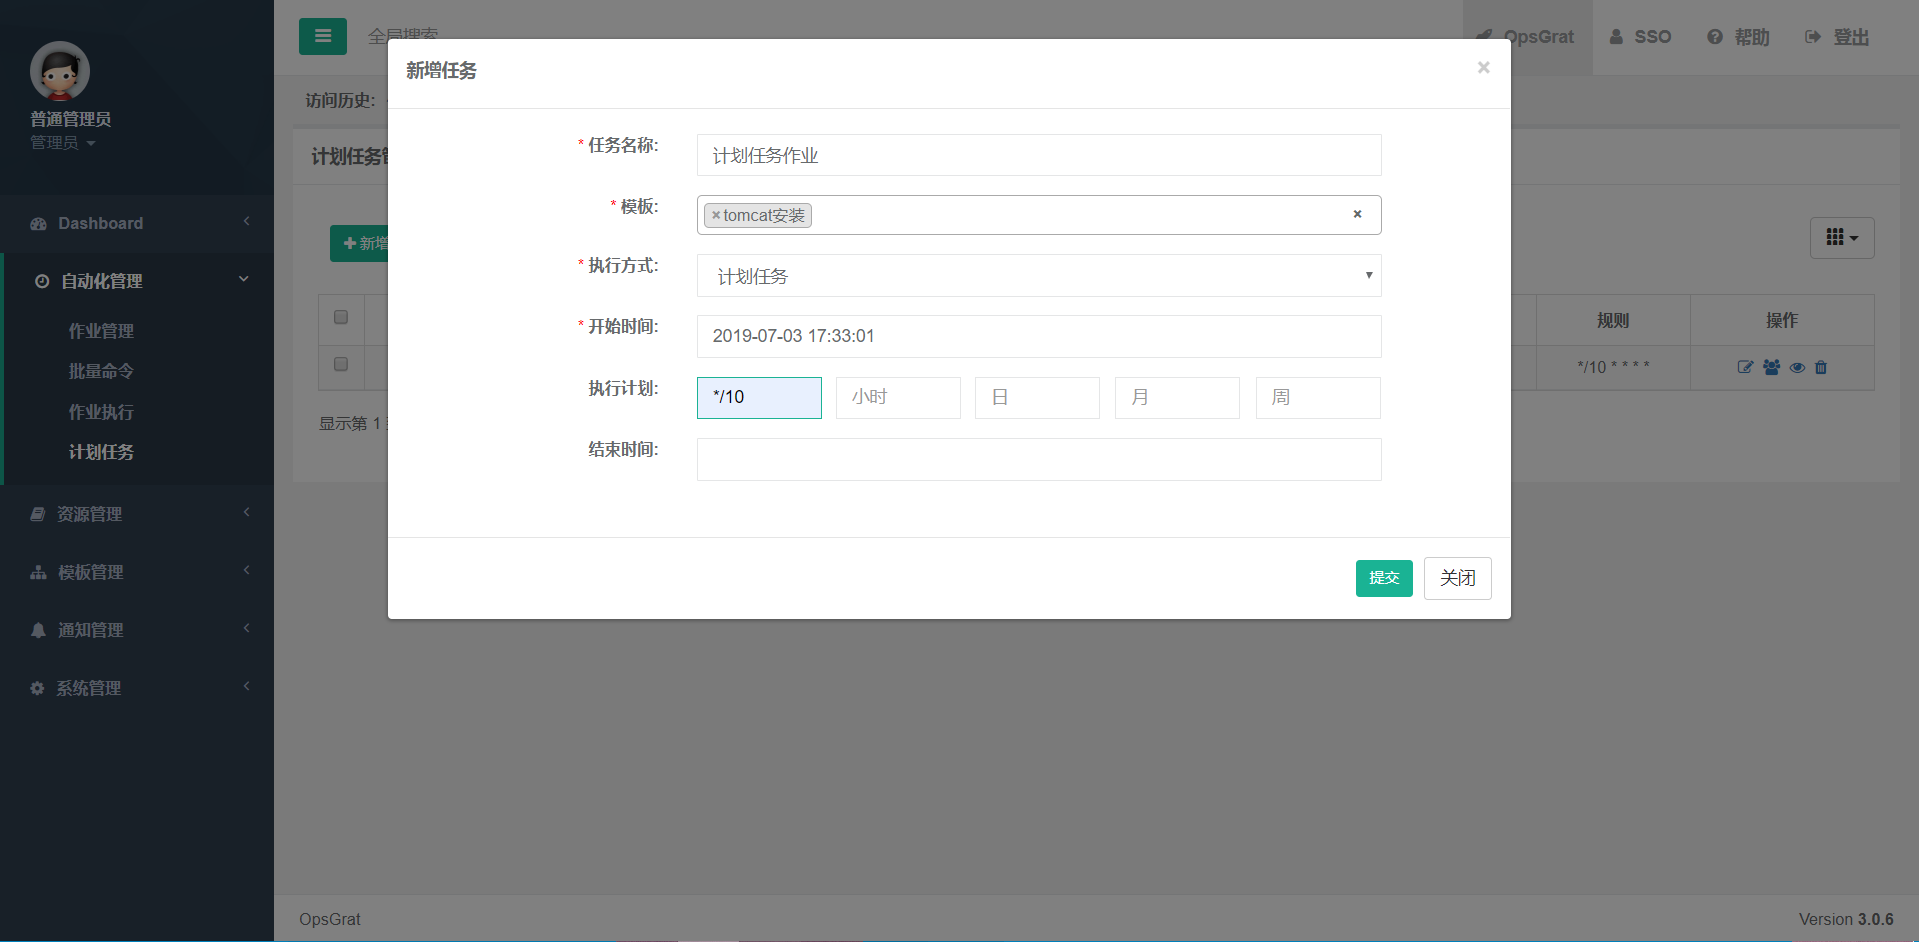 普通管理员
管理员
Dashboard
自动化管理
作业管理
批量命令
作业执行
计划任务
资源管理
模板管理
通知管理
系统管理
全局搜索
OpsGrat
SSO
帮助
登出
访问历史:
计划任务管
新增
规则
操作
*/10 * * * *
显示第 1
新增任务
×
* 任务名称:
计划任务作业
* 模板:
×tomcat安装
×
* 执行方式:
计划任务
* 开始时间:
2019-07-03 17:33:01
执行计划:
*/10
小时
日
月
周
结束时间:
提交
关闭
OpsGrat
Version 3.0.6